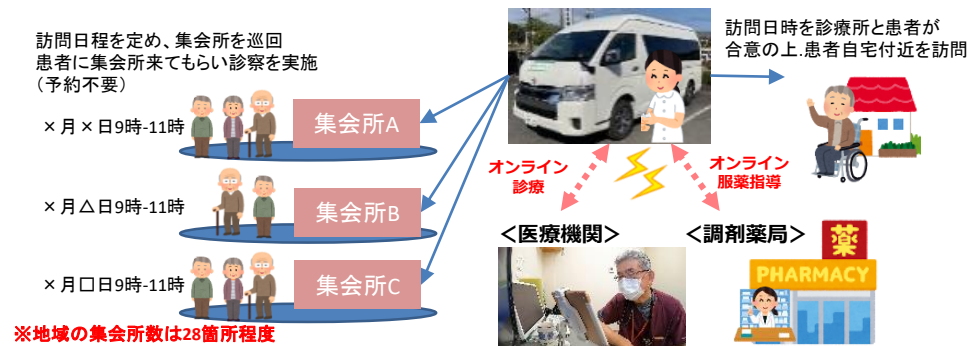 訪問日程を定め、集会所を巡回
患者に集会所来てもらい診察を実施
（予約不要）
×月×日9時-11時
集会所A
×月△日9時-11時
集会所B
×月□日9時-11時
集会所C
※地域の集会所数は28箇所程度
訪問日時を診療所と患者が
合意の上.患者自宅付近を訪問
オンライン
診療
オンライン
服薬指導
＜医療機関＞
＜調剤薬局＞
薬
PHARMACY